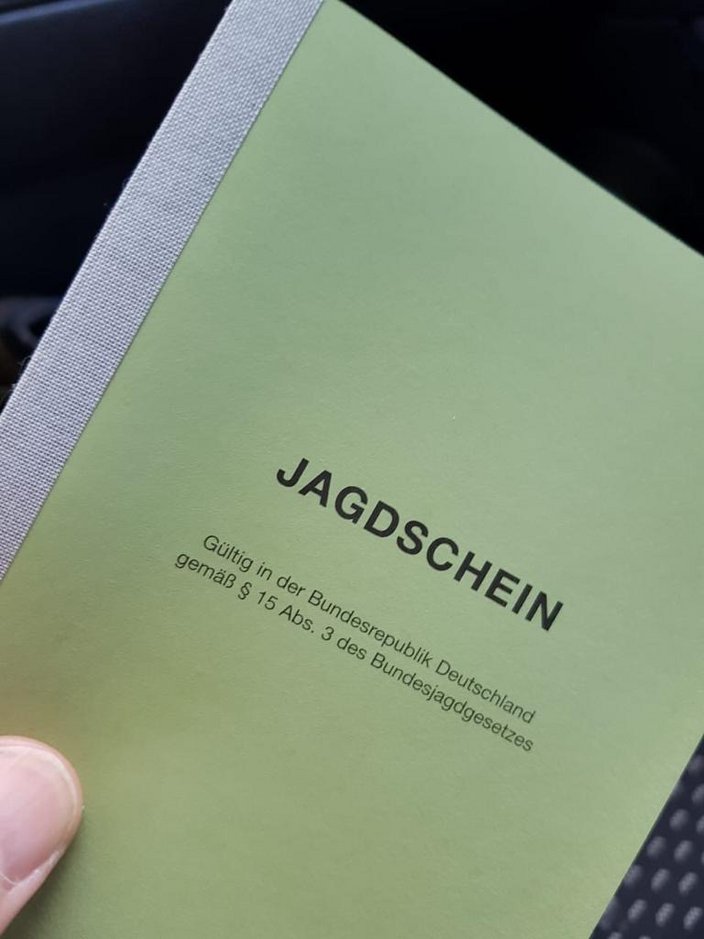 JAGDSCHEIN
Gültig in der Bundesrepublik Deutschland
gemäß § 15 Abs. 3 des Bundesjagdgesetzes